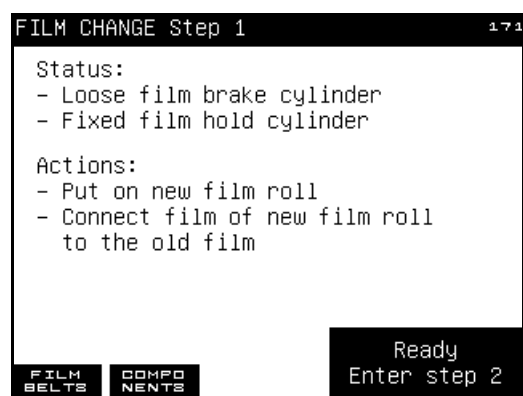 FILM CHANGE Step 1
171
Status:
- Loose film brake cylinder
- Fixed film hold cylinder
Actions:
- Put on new film roll
- Connect film of new film roll
to the old film
Ready
Enter step 2
FILM
BELTS
COMPO
NENTS